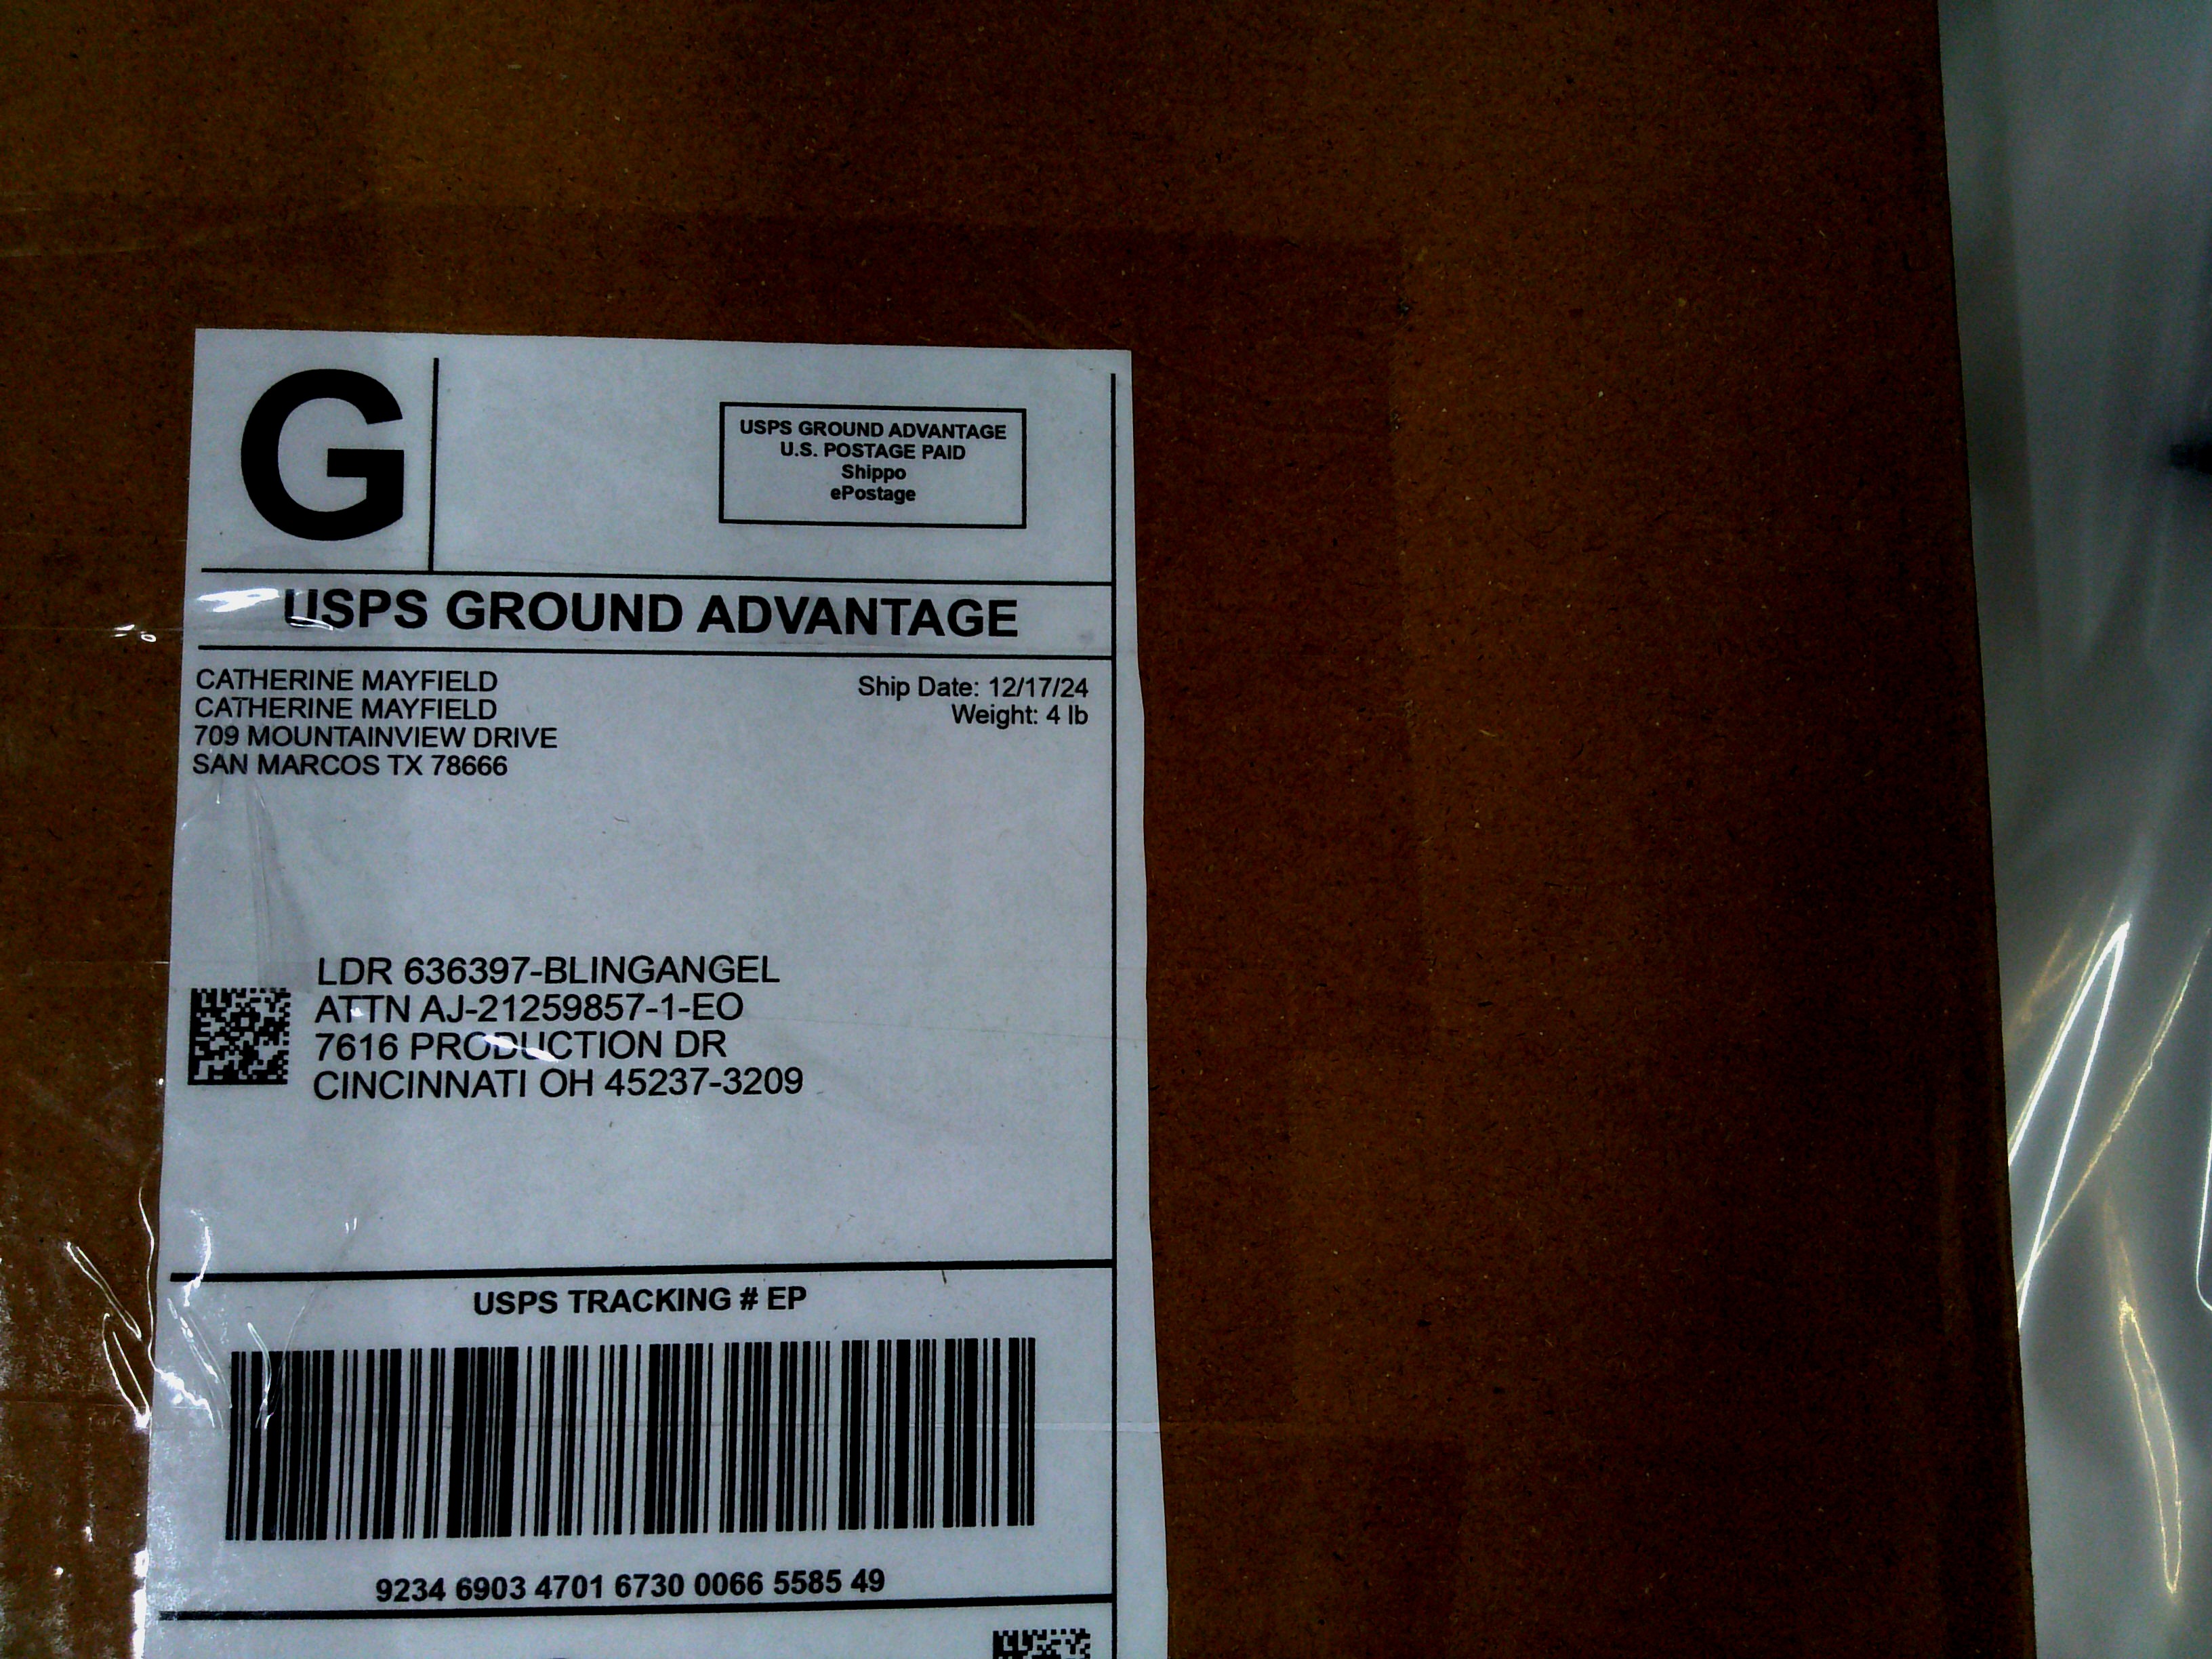 G
USPS GROUND ADVANTAGE
U.S. POSTAGE PAID
Shippo
ePostage
USPS GROUND ADVANTAGE
CATHERINE MAYFIELD
CATHERINE MAYFIELD
709 MOUNTAINVIEW DRIVE
SAN MARCOS TX 78666
Ship Date: 12/17/24
Weight: 4 lb
LDR 636397-BLINGANGEL
ATTN AJ-21259857-1-EO
7616 PRODUCTION DR
CINCINNATI OH 45237-3209
USPS TRACKING # EP
9234 6903 4701 6730 0066 5585 49